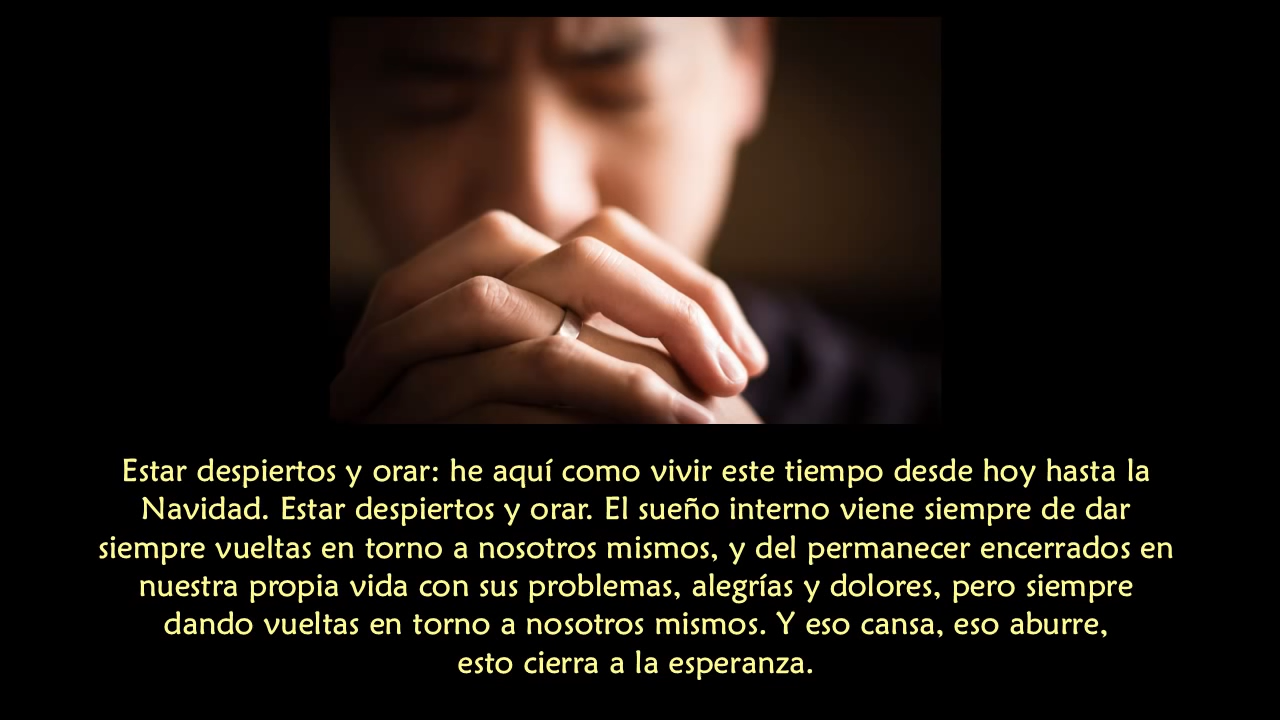 Estar despiertos y orar: he aquí como vivir este tiempo desde hoy hasta la
Navidad. Estar despiertos y orar. El sueño interno viene siempre de dar
siempre vueltas en torno a nosotros mismos, y del permanecer encerrados en
nuestra propia vida con sus problemas, alegrías y dolores, pero siempre
dando vueltas en torno a nosotros mismos. Y eso cansa, eso aburre,
esto cierra a la esperanza.